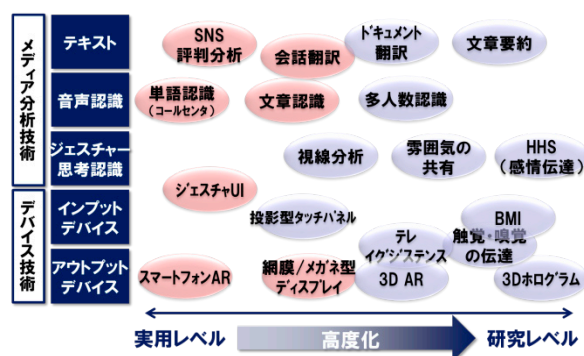 メディア分析技術
テキスト
SNS
評判分析
会話翻訳
ドキュメント
翻訳
文章要約
音声認識
単語認識
(コールセンタ)
文章認識
多人数認識
ジェスチャー
思考認識
視線分析
雰囲気の
共有
HHS
(感情伝達)
ジェスチャUI
デバイス技術
インプット
デバイス
投影型タッチパネル
テレ
イグジステンス
BMI
触覚・嗅覚
の伝達
アウトプット
デバイス
スマートフォンAR
網膜/メガネ型
ディスプレイ
3D AR
3Dホログラム
実用レベル
高度化
研究レベル